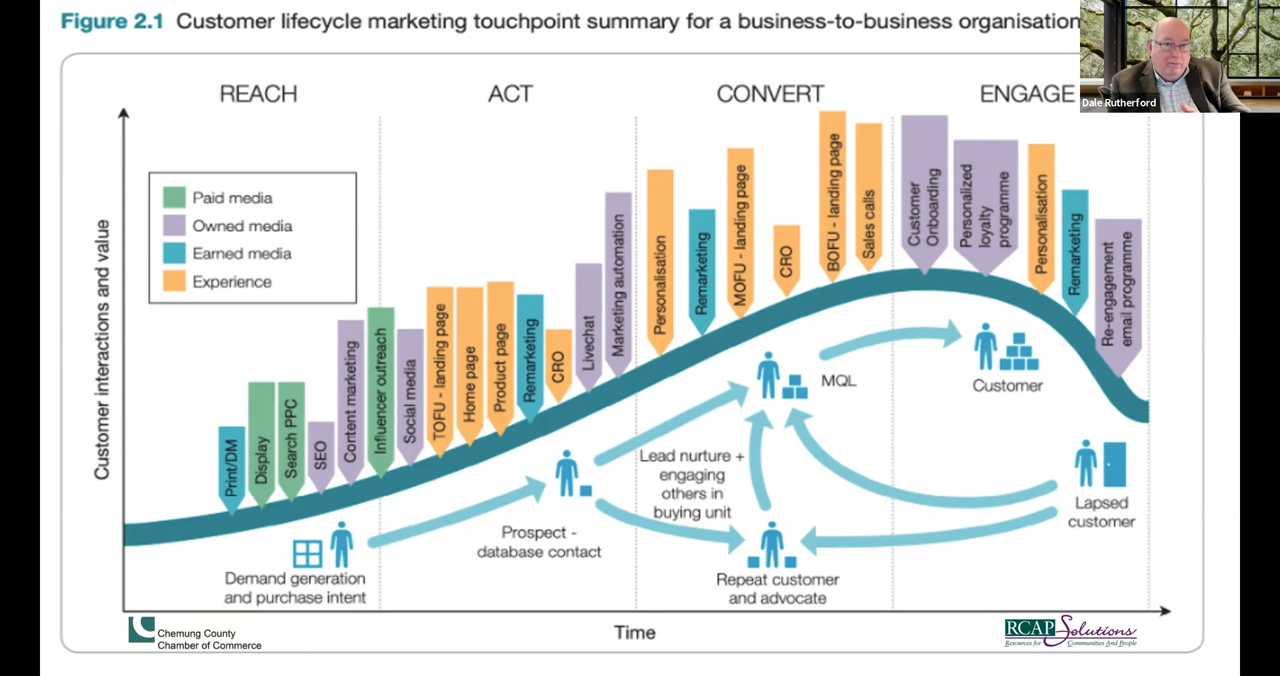 Figure 2.1 Customer lifecycle marketing touchpoint summary for a business-to-business organisation
Dale Rutherford
REACH
ACT
CONVERT
ENGAGE
Paid media
Owned media
Earned media
Experience
Customer interactions and value
Print/DM
Display
Search PPC
SEO
Content marketing
Influencer outreach
Social media
TOFU - landing page
Home page
Product page
Remarketing
CRO
Livechat
Marketing automation
Personalisation
Remarketing
MOFU - landing page
CRO
BOFU - landing page
Sales calls
Customer
Onboarding
Personalized
loyalty
programme
Personalisation
Remarketing
Re-engagement
email programme
Demand generation
and purchase intent
Prospect -
database contact
Lead nurture +
engaging
others in
buying unit
MQL
Customer
Repeat customer
and advocate
Lapsed
customer
Time
Chemung County
Chamber of Commerce
RCAP Solutions
Resources for Communities And People